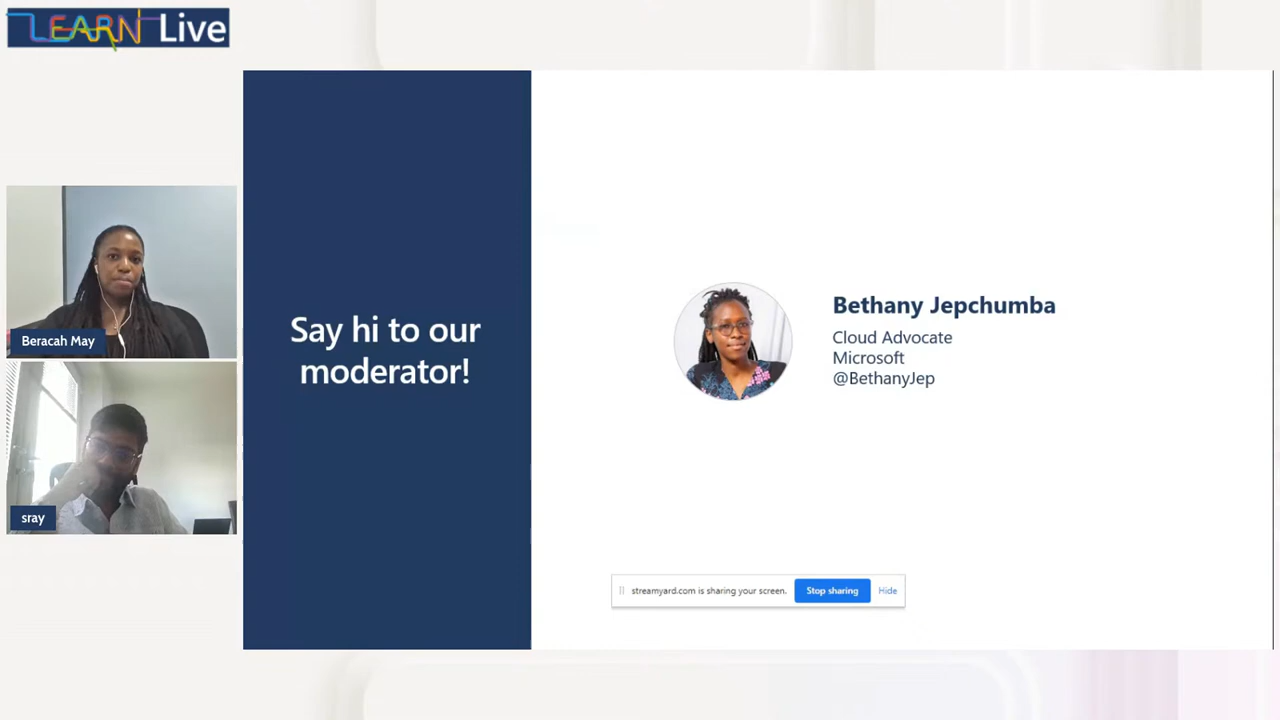 LEARN Live
Say hi to our
moderator!
Bethany Jepchumba
Cloud Advocate
Microsoft
@BethanyJep
Beracah May
sray
streamyard.com is sharing your screen.
Stop sharing
Hide